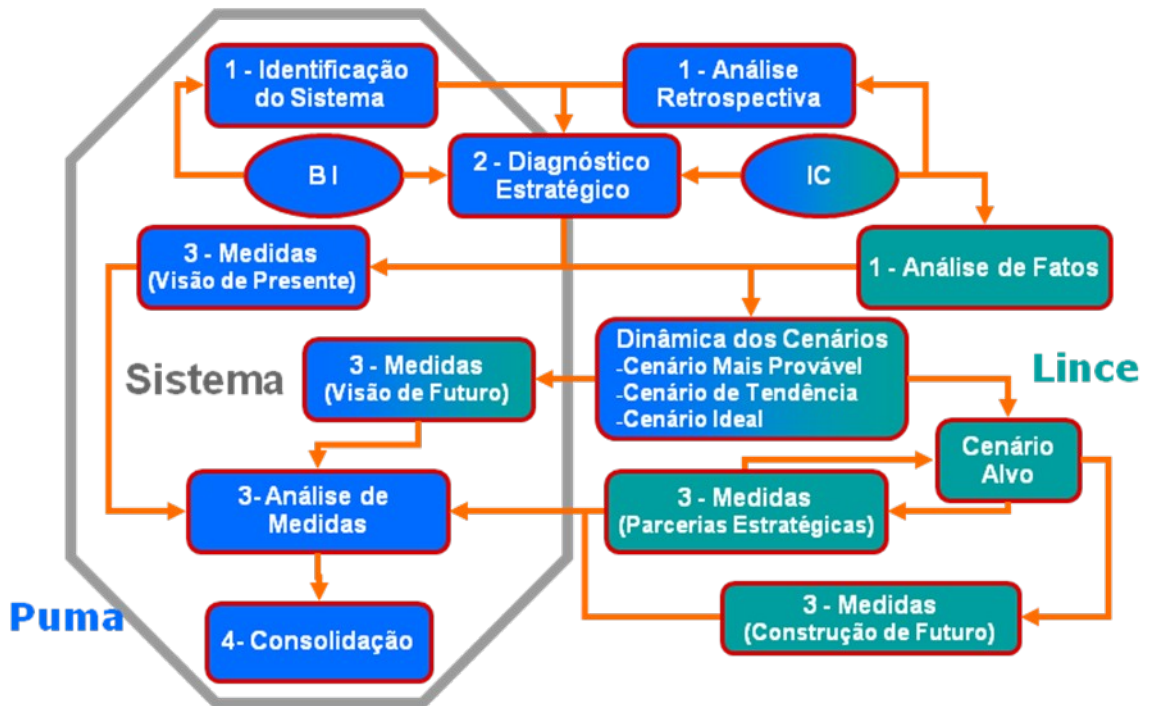 1 - Identificação
do Sistema
1 - Análise
Retrospectiva
B I
2 - Diagnóstico
Estratégico
IC
3 - Medidas
(Visão de Presente)
1 - Análise de Fatos
Sistema
3 - Medidas
(Visão de Futuro)
Dinâmica dos Cenários
-Cenário Mais Provável
-Cenário de Tendência
-Cenário Ideal
Lince
Cenário
Alvo
3- Análise de
Medidas
3 - Medidas
(Parcerias Estratégicas)
Puma
4- Consolidação
3 - Medidas
(Construção de Futuro)